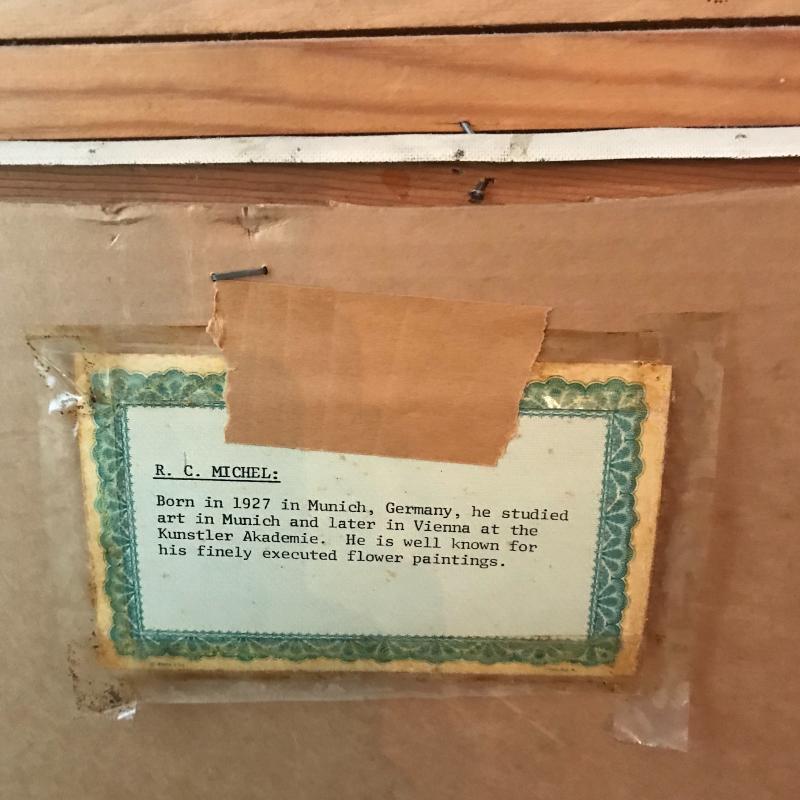 R. C. MICHEL:
Born in 1927 in Munich, Germany, he studied
art in Munich and later in Vienna at the
Kunstler Akademie. He is well known for
his finely executed flower paintings.